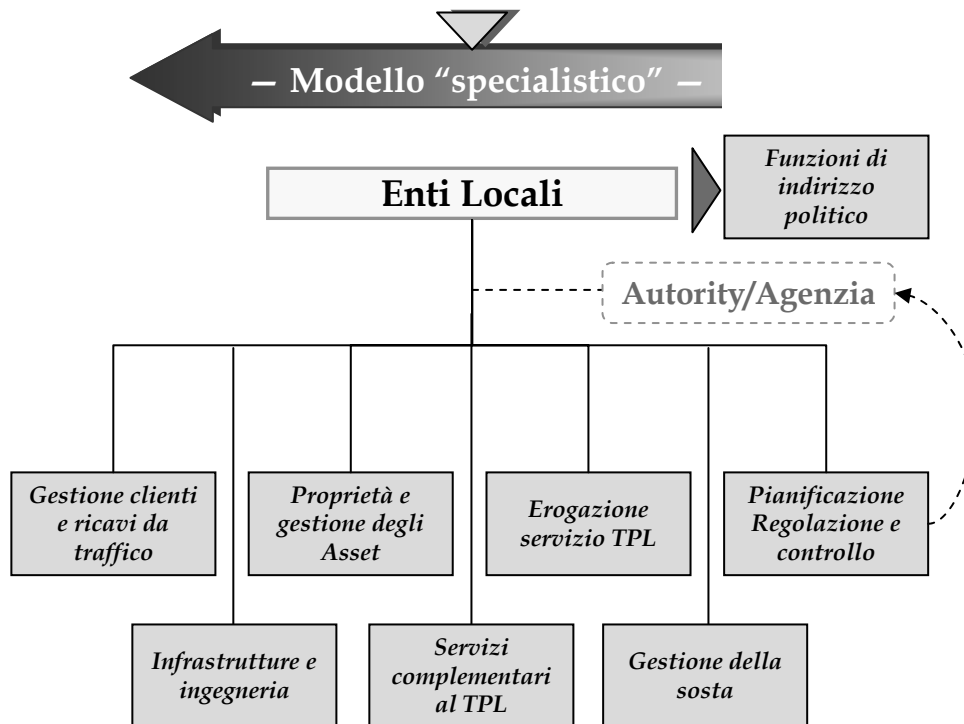 – Modello “specialistico” –
Funzioni di
indirizzo
politico
Enti Locali
Autority/Agenzia
Gestione clienti
e ricavi da
traffico
Proprietà e
gestione degli
Asset
Erogazione
servizio TPL
Pianificazione
Regolazione e
controllo
Infrastrutture e
ingegneria
Servizi
complementari
al TPL
Gestione della
sosta